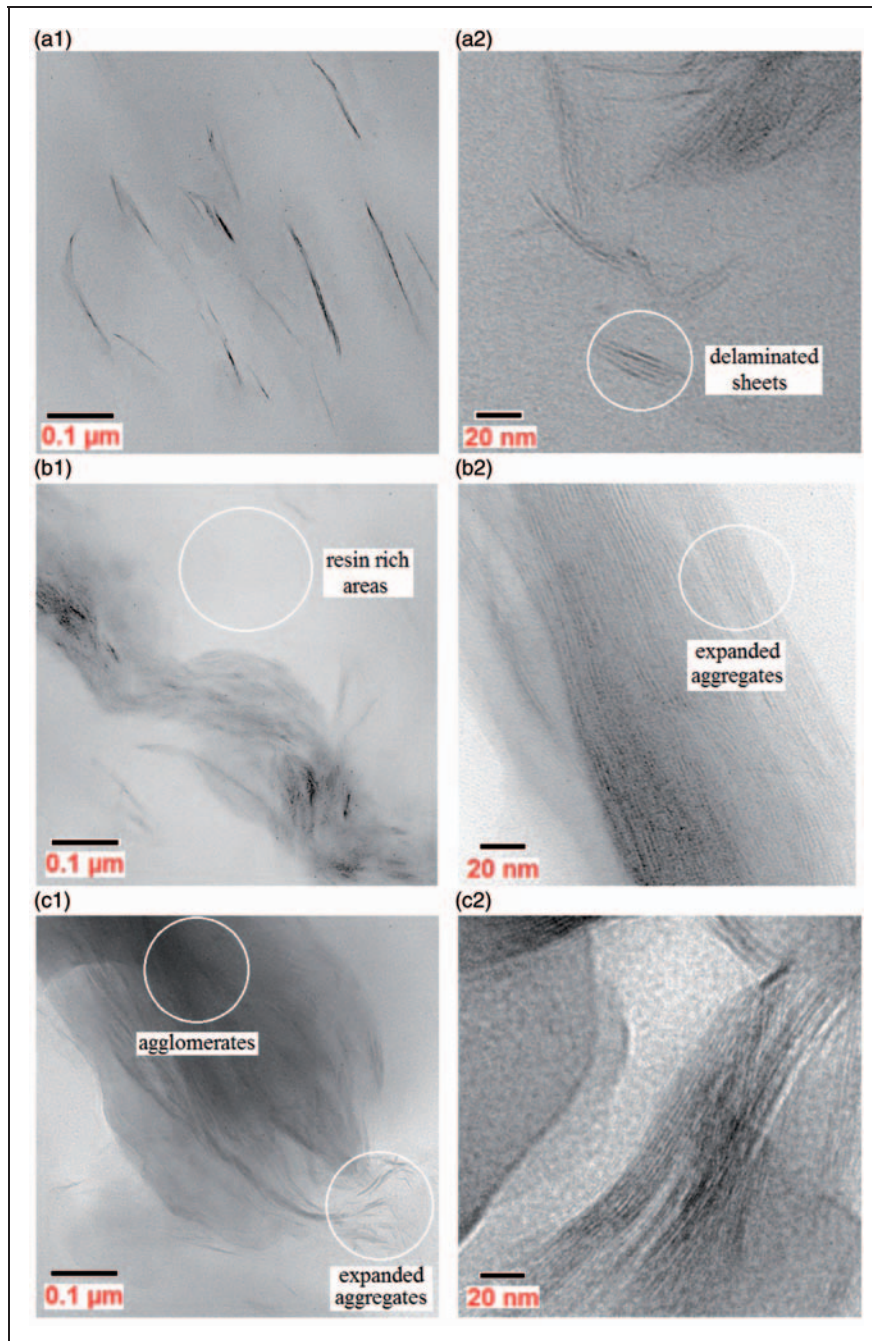 (a1)
(a2)
delaminated
sheets
0.1 µm
20 nm
(b1)
(b2)
resin rich
areas
expanded
aggregates
0.1 µm
20 nm
(c1)
(c2)
agglomerates
expanded
aggregates
0.1 µm
20 nm